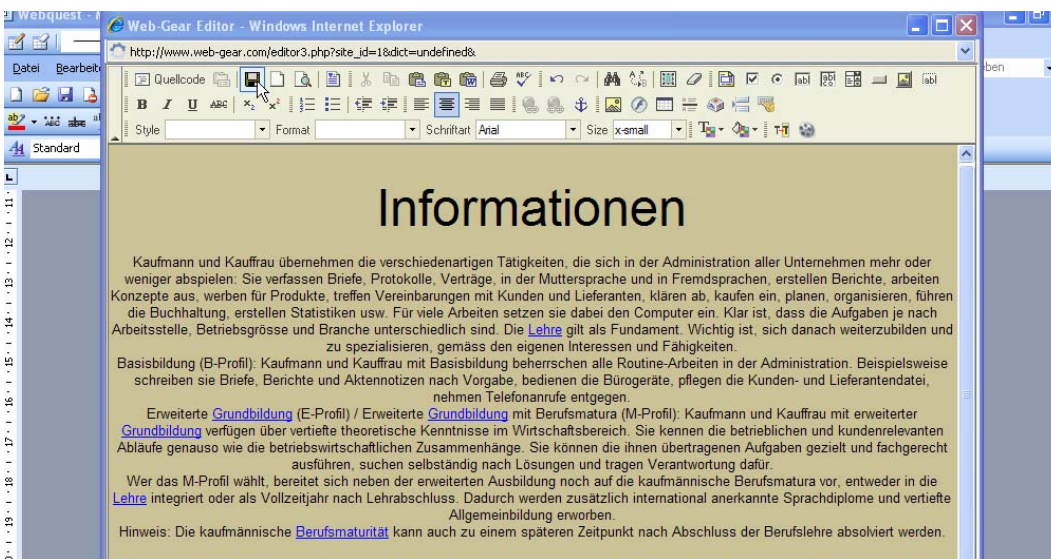 Webquest -
Web-Gear Editor - Windows Internet Explorer
http://www.web-gear.com/editor3.php?site_id=1&dict=undefined&
Datei Bearbeit
Quellcode
Style Format Schriftart Arial Size x-small
Standard
Informationen
Kaufmann und Kauffrau übernehmen die verschiedenartigen Tätigkeiten, die sich in der Administration aller Unternehmen mehr oder
weniger abspielen: Sie verfassen Briefe, Protokolle, Verträge, in der Muttersprache und in Fremdsprachen, erstellen Berichte, arbeiten
Konzepte aus, werben für Produkte, treffen Vereinbarungen mit Kunden und Lieferanten, klären ab, kaufen ein, planen, organisieren, führen
die Buchhaltung, erstellen Statistiken usw. Für viele Arbeiten setzen sie dabei den Computer ein. Klar ist, dass die Aufgaben je nach
Arbeitsstelle, Betriebsgrösse und Branche unterschiedlich sind. Die Lehre gilt als Fundament. Wichtig ist, sich danach weiterzubilden und
zu spezialisieren, gemäss den eigenen Interessen und Fähigkeiten.
Basisbildung (B-Profil): Kaufmann und Kauffrau mit Basisbildung beherrschen alle Routine-Arbeiten in der Administration. Beispielsweise
schreiben sie Briefe, Berichte und Aktennotizen nach Vorgabe, bedienen die Bürogeräte, pflegen die Kunden- und Lieferantendatei,
nehmen Telefonanrufe entgegen.
Erweiterte Grundbildung (E-Profil) / Erweiterte Grundbildung mit Berufsmatura (M-Profil): Kaufmann und Kauffrau mit erweiterter
Grundbildung verfügen über vertiefte theoretische Kenntnisse im Wirtschaftsbereich. Sie kennen die betrieblichen und kundenrelevanten
Abläufe genauso wie die betriebswirtschaftlichen Zusammenhänge. Sie können die ihnen übertragenen Aufgaben gezielt und fachgerecht
ausführen, suchen selbständig nach Lösungen und tragen Verantwortung dafür.
Wer das M-Profil wählt, bereitet sich neben der erweiterten Ausbildung noch auf die kaufmännische Berufsmatura vor, entweder in die
Lehre integriert oder als Vollzeitjahr nach Lehrabschluss. Dadurch werden zusätzlich international anerkannte Sprachdiplome und vertiefte
Allgemeinbildung erworben.
Hinweis: Die kaufmännische Berufsmaturität kann auch zu einem späteren Zeitpunkt nach Abschluss der Berufslehre absolviert werden.